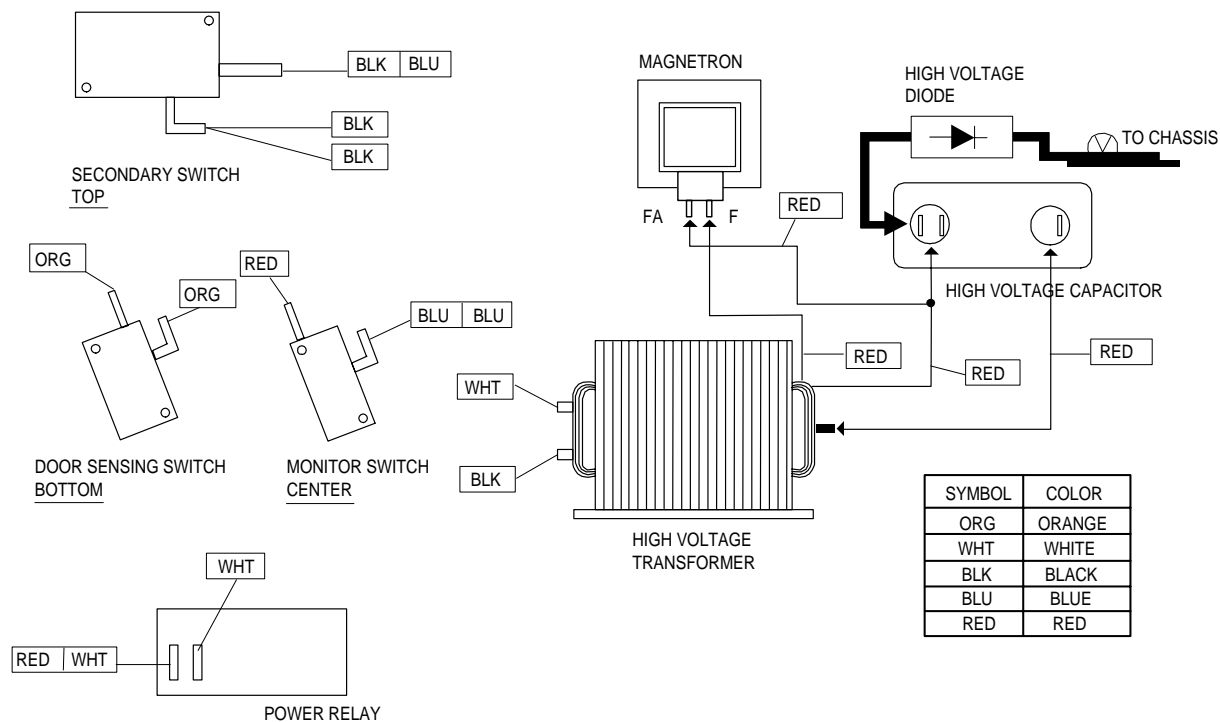 BLK BLU
BLK
BLK
SECONDARY SWITCH
TOP
ORG
ORG
DOOR SENSING SWITCH
BOTTOM
RED
BLU BLU
MONITOR SWITCH
CENTER
WHT
RED WHT
POWER RELAY
MAGNETRON
FA F
RED
HIGH VOLTAGE
DIODE
TO CHASSIS
HIGH VOLTAGE CAPACITOR
RED
RED
RED
WHT
BLK
HIGH VOLTAGE
TRANSFORMER
SYMBOL COLOR
ORG ORANGE
WHT WHITE
BLK BLACK
BLU BLUE
RED RED